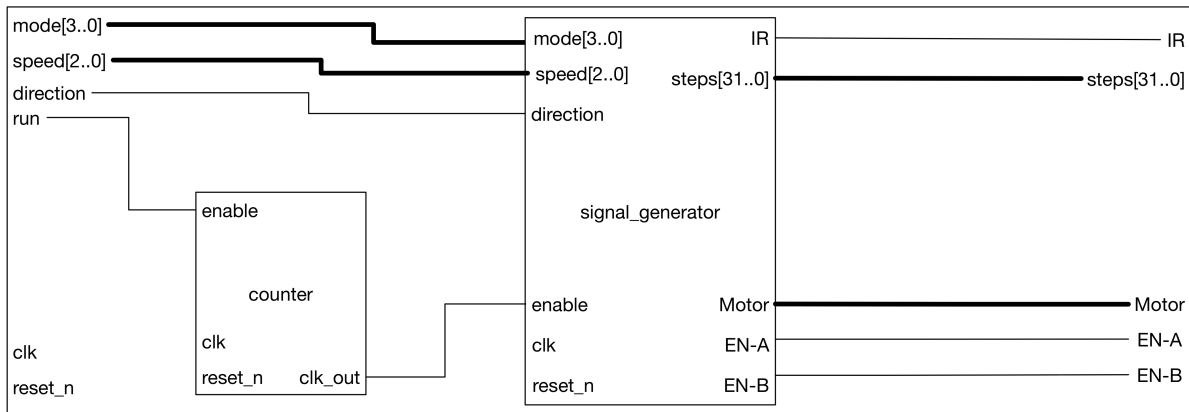 mode[3..0]
speed[2..0]
direction
run
clk
reset_n
enable
counter
clk
reset_n clk_out
mode[3..0] IR
speed[2..0] steps[31..0]
direction
signal_generator
enable Motor
clk EN-A
reset_n EN-B
IR
steps[31..0]
Motor
EN-A
EN-B